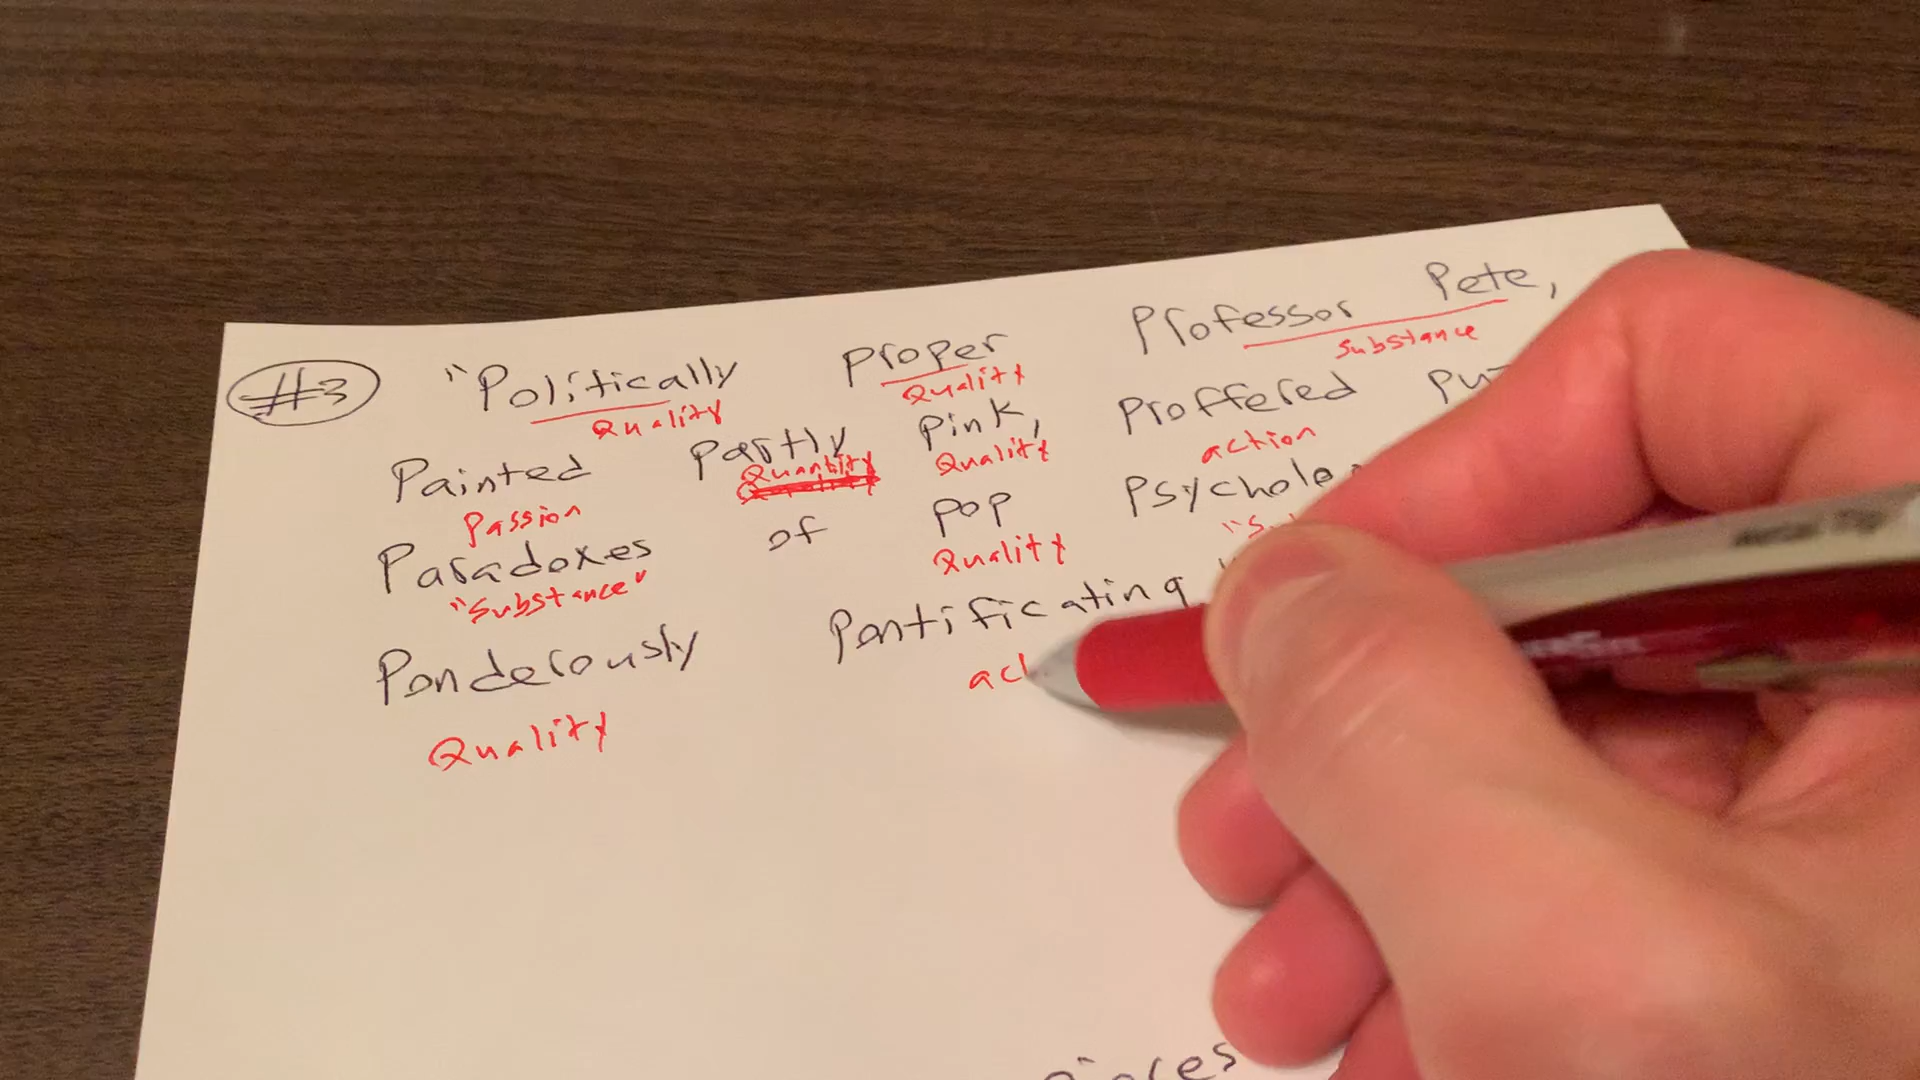 #3 "Politically Proper Professor Pete,
Quality Quality Substance
Painted Partly Pink, Proffered
Passion Quantity Quality action
Paradoxes of POP
"Substance" Quality
Ponderously Pontificating
Quality